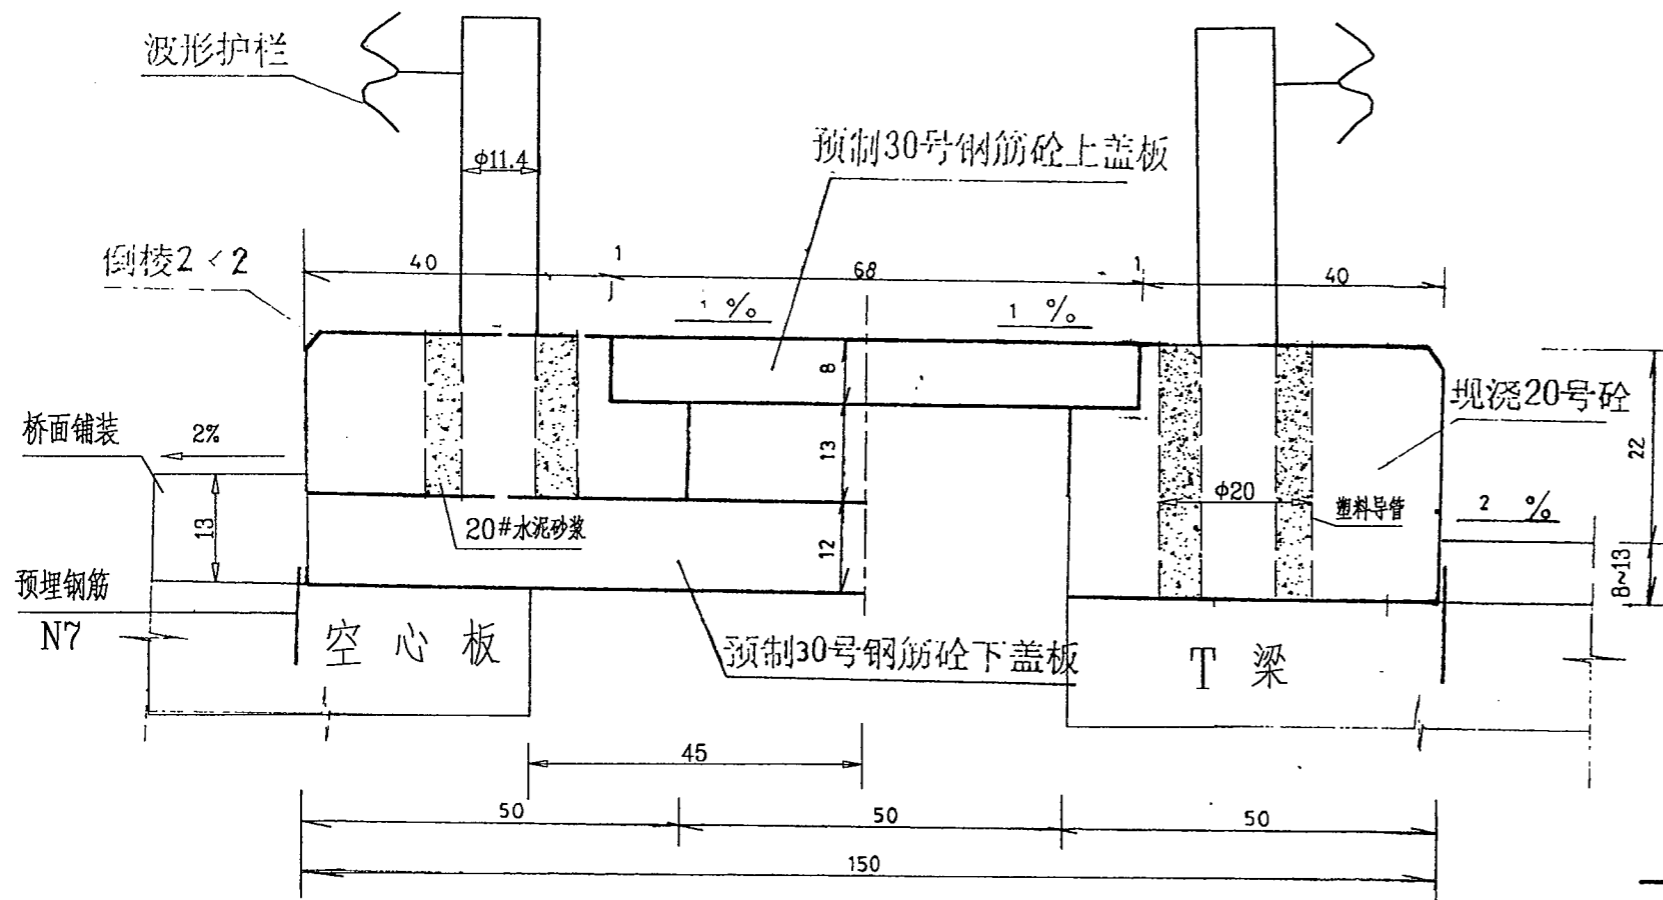 波形护栏
φ11.4
预制30号钢筋砼上盖板
倒棱2×2
40
1
68
1
40
1 %
1 %
8
现浇20号砼
桥面铺装
2%
13
22
φ20
塑料导管
2 %
13
20#水泥砂浆
12
8~13
预埋钢筋
N7
空心板
预制30号钢筋砼下盖板
T梁
45
50
50
50
150